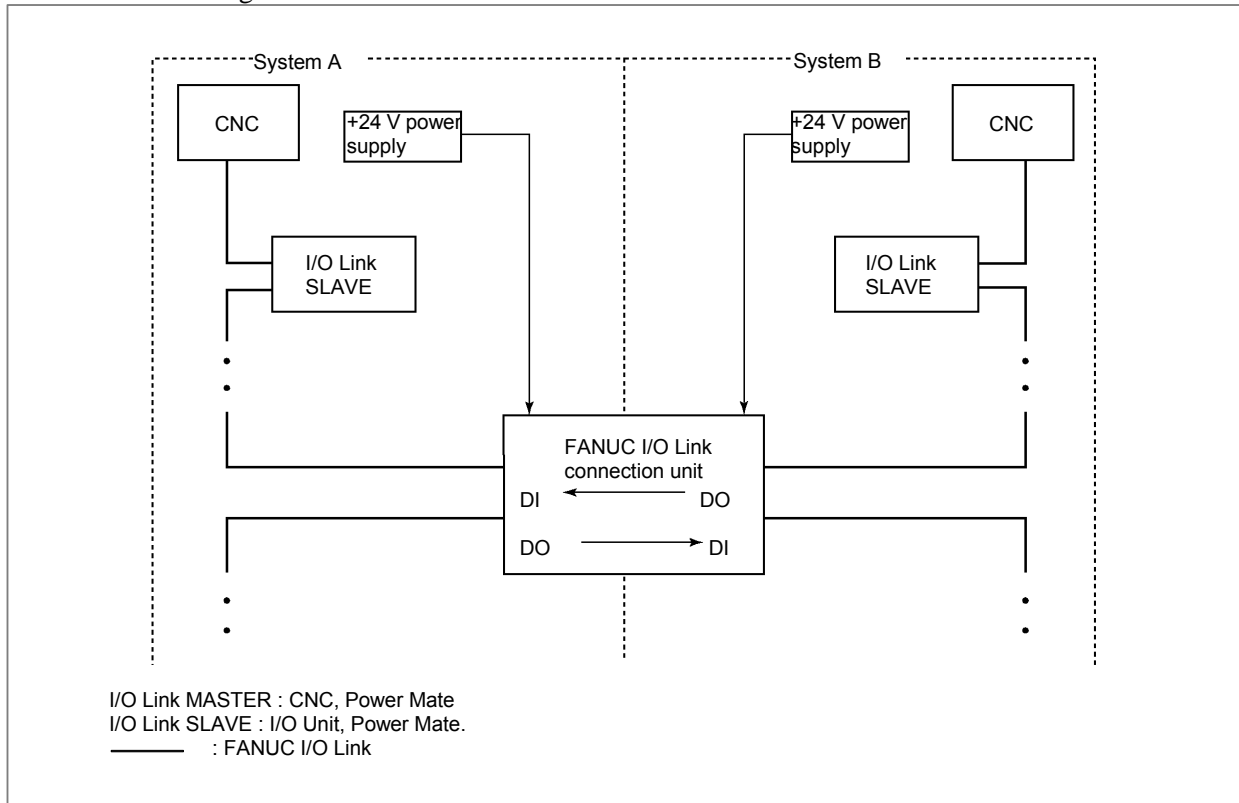 System A
System B
CNC
+24 V power
supply
+24 V power
supply
CNC
I/O Link
SLAVE
I/O Link
SLAVE
FANUC I/O Link
connection unit
DI
DO
DO
DI
I/O Link MASTER : CNC, Power Mate
I/O Link SLAVE : I/O Unit, Power Mate.
: FANUC I/O Link